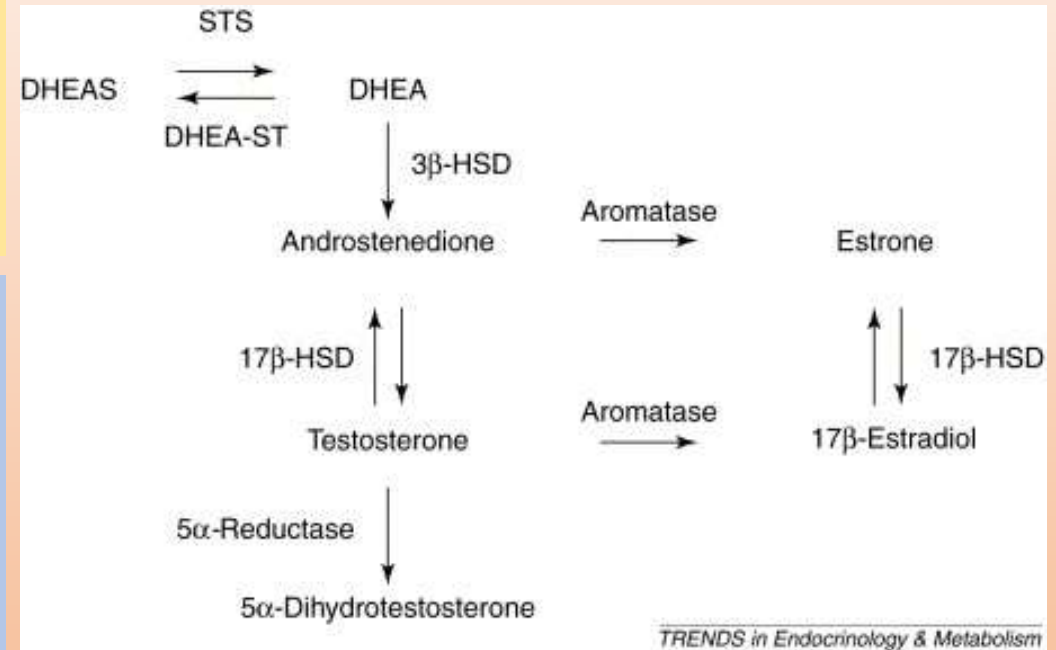 STS
DHEAS DHEA
DHEA-ST
3β-HSD
Aromatase
Androstenedione Estrone
17β-HSD 17β-HSD
Aromatase
Testosterone 17β-Estradiol
5α-Reductase
5α-Dihydrotestosterone
TRENDS in Endocrinology & Metabolism